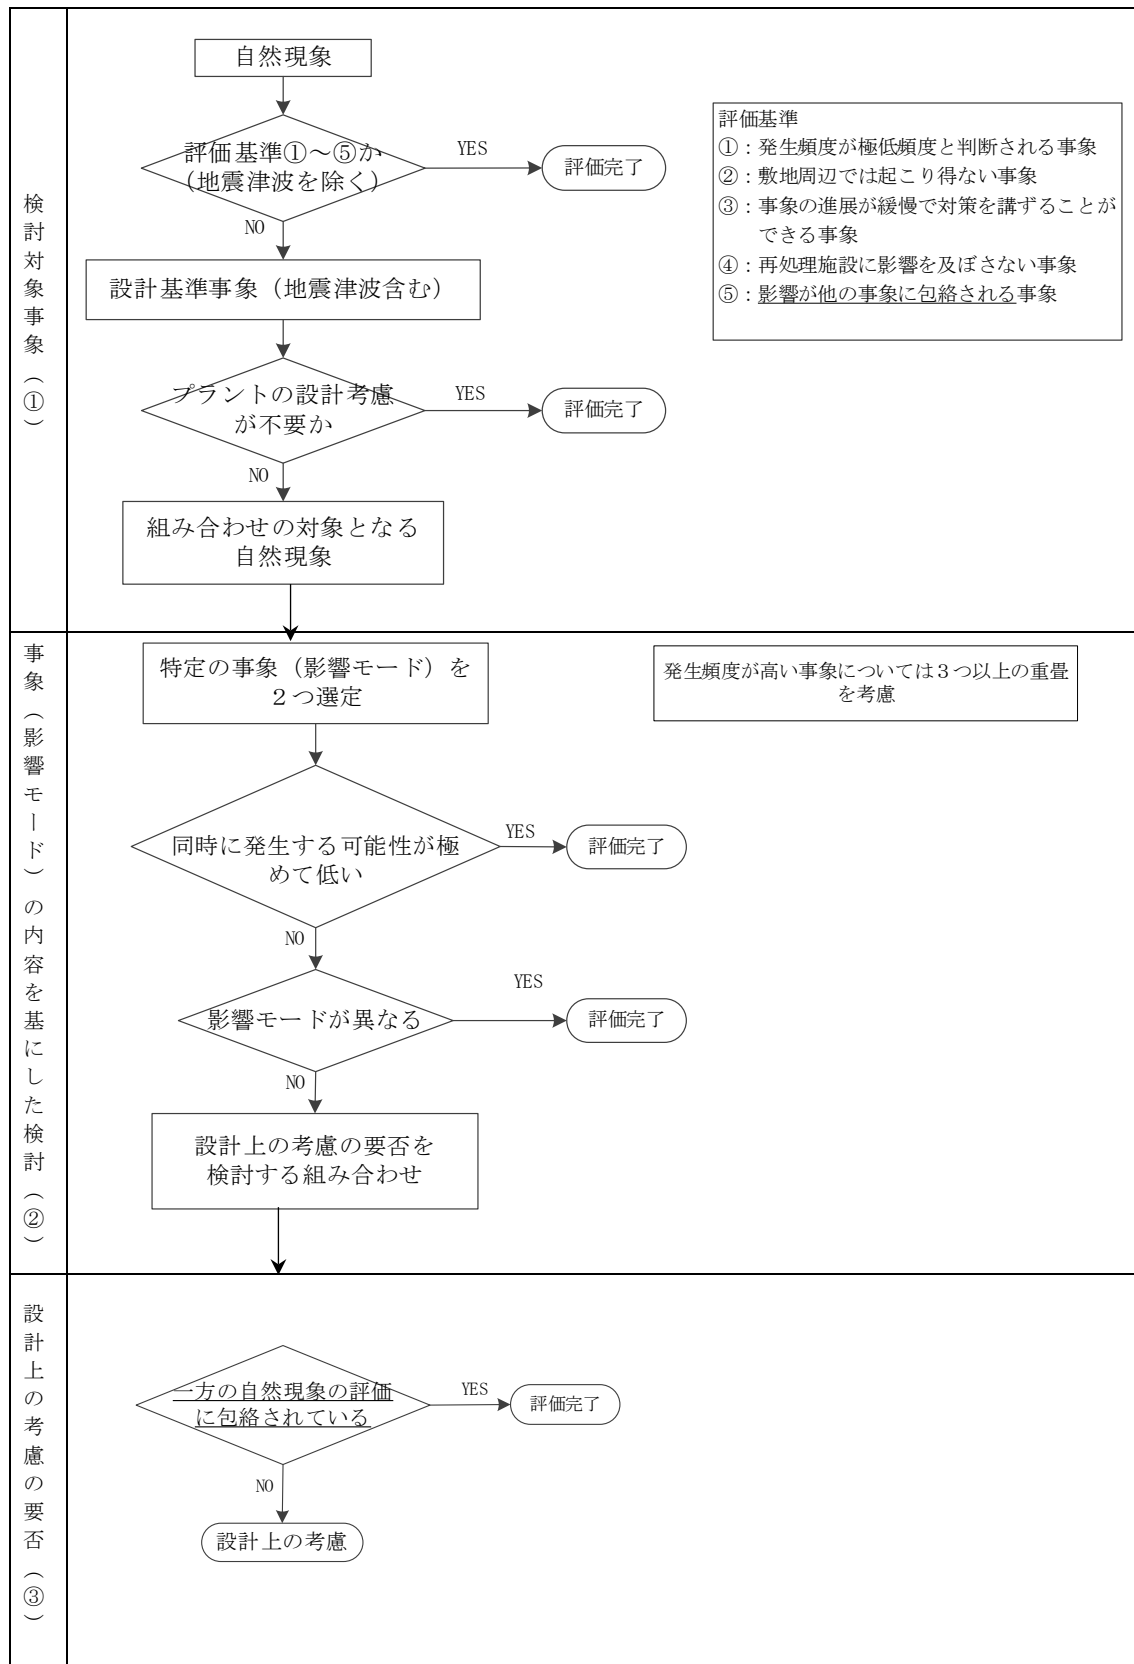 検討対象事象（①）
自然現象
評価基準①～⑤か
（地震津波を除く）
YES
評価完了
NO
設計基準事象（地震津波含む）
プラントの設計考慮
が不要か
YES
評価完了
NO
組み合わせの対象となる
自然現象
評価基準
①：発生頻度が極低頻度と判断される事象
②：敷地周辺では起こり得ない事象
③：事象の進展が緩慢で対策を講ずることが
できる事象
④：再処理施設に影響を及ぼさない事象
⑤：影響が他の事象に包絡される事象
事象（影響モード）の内容を基にした検討（②）
特定の事象（影響モード）を
２つ選定
発生頻度が高い事象については３つ以上の重畳
を考慮
同時に発生する可能性が極
めて低い
YES
評価完了
NO
影響モードが異なる
YES
評価完了
NO
設計上の考慮の要否を
検討する組み合わせ
設計上の考慮の要否（③）
一方の自然現象の評価
に包絡されている
YES
評価完了
NO
設計上の考慮